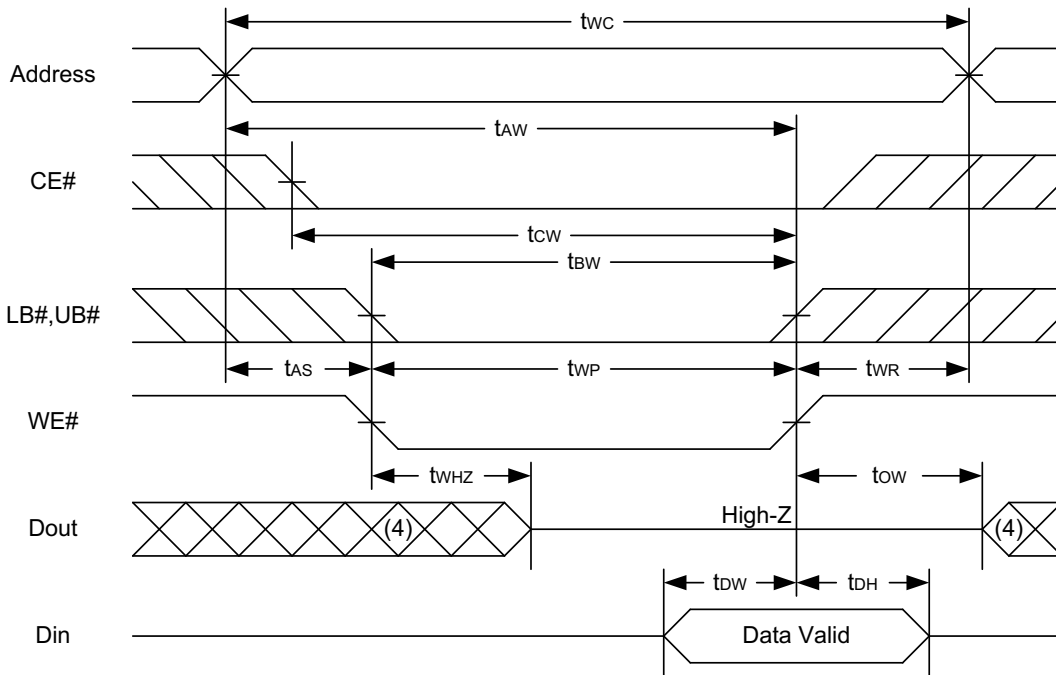 tWC
Address
tAW
CE#
tCW
tBW
LB#,UB#
tAS
tWP
tWR
WE#
tWHZ
tOW
Dout
(4)
High-Z
(4)
tDW
tDH
Din
Data Valid